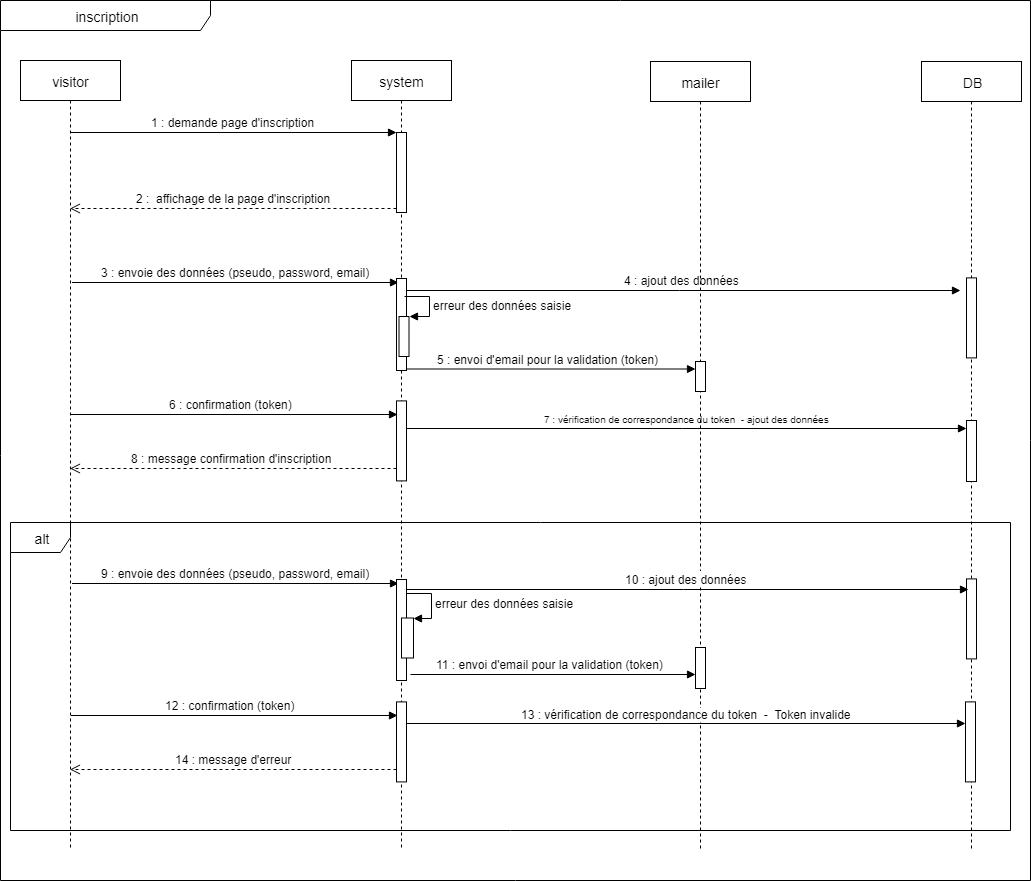 inscription
visitor
system
mailer
DB
1 : demande page d'inscription
2 : affichage de la page d'inscription
3 : envoie des données (pseudo, password, email)
4 : ajout des données
erreur des données saisie
5 : envoi d'email pour la validation (token)
6 : confirmation (token)
7 : vérification de correspondance du token - ajout des données
8 : message confirmation d'inscription
alt
9 : envoie des données (pseudo, password, email)
10 : ajout des données
erreur des données saisie
11 : envoi d'email pour la validation (token)
12 : confirmation (token)
13 : vérification de correspondance du token - Token invalide
14 : message d'erreur